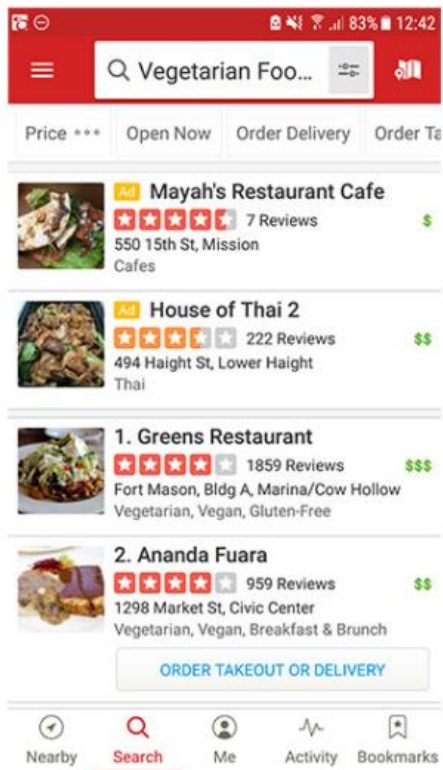 83% 12:42
Vegetarian Foo...
Price Open Now Order Delivery Order Ta
Ad Mayah's Restaurant Cafe
7 Reviews $
550 15th St, Mission
Cafes
Ad House of Thai 2
222 Reviews $$
494 Haight St, Lower Haight
Thai
1. Greens Restaurant
1859 Reviews $$$
Fort Mason, Bldg A, Marina/Cow Hollow
Vegetarian, Vegan, Gluten-Free
2. Ananda Fuara
959 Reviews $$
1298 Market St, Civic Center
Vegetarian, Vegan, Breakfast & Brunch
ORDER TAKEOUT OR DELIVERY
Nearby Search Me Activity Bookmarks